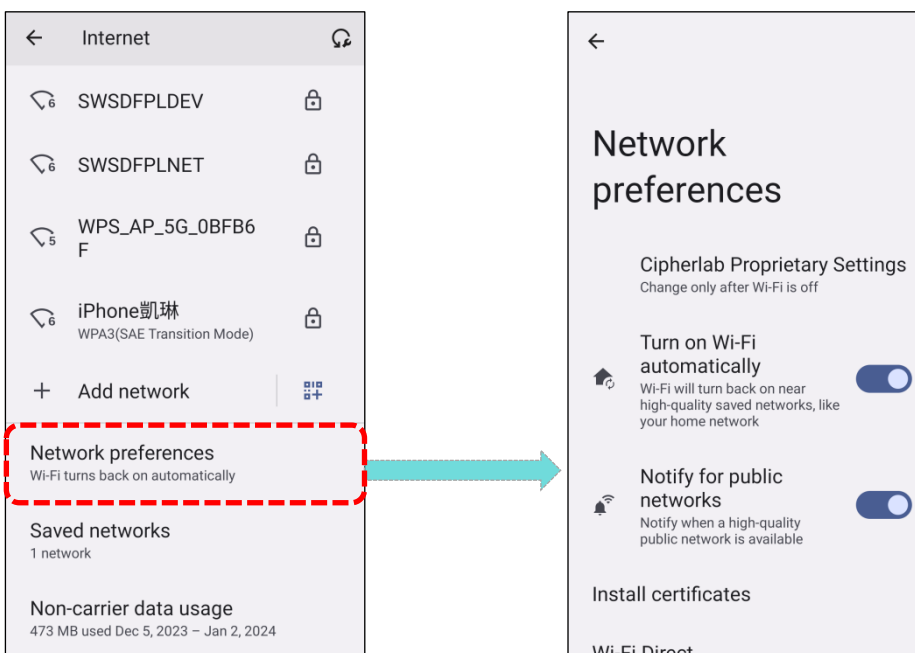 Internet
SWSDFPLDEV
SWSDFPLNET
WPS_AP_5G_0BFB6
F
iPhone凱琳
WPA3(SAE Transition Mode)
Add network
Network preferences
Wi-Fi turns back on automatically
Saved networks
1 network
Non-carrier data usage
473 MB used Dec 5, 2023 – Jan 2, 2024
Network
preferences
Cipherlab Proprietary Settings
Change only after Wi-Fi is off
Turn on Wi-Fi
automatically
Wi-Fi will turn back on near
high-quality saved networks, like
your home network
Notify for public
networks
Notify when a high-quality
public network is available
Install certificates
Wi-Fi Direct